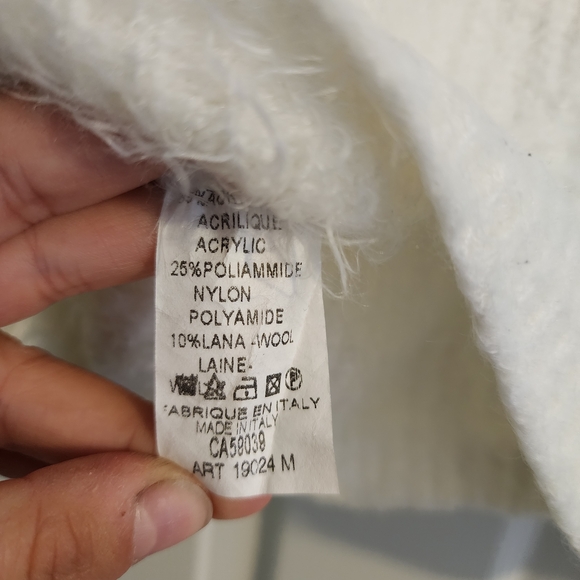 ACRILIQUE
ACRYLIC
25%POLIAMMIDE
NYLON
POLYAMIDE
10%LANA-WOOL
LAINE-
P
FABRIQUE EN ITALY
MADE IN ITALY
CA59039
ART 19024 M